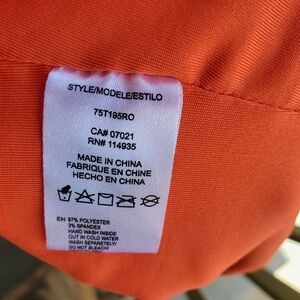 STYLE/MODELE/ESTILO
75T195RO
CA# 07021
RN# 114935
MADE IN CHINA
FABRIQUE EN CHINE
HECHO EN CHINA
EN 97% POLYESTER
3% SPANDEX
HAND WASH INSIDE
OUT IN COLD WATER
WASH SEPARETELY/
DO NOT BLEACH/